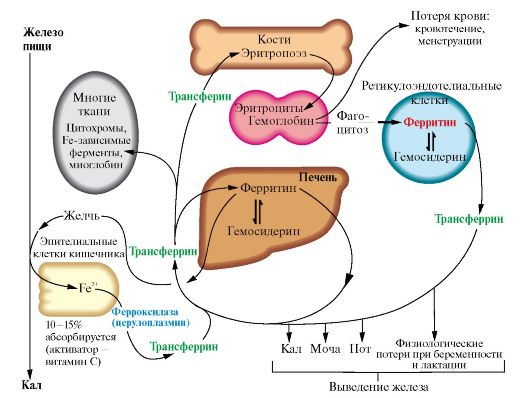 Железо
пищи
Кости
Эритропоэз
Потеря крови:
кровотечение,
менструации
Трансферрин
Эритроциты
Гемоглобин
Фаго-
цитоз
Ретикулоэндотелиальные
клетки
Ферритин
Гемосидерин
Многие
ткани
Цитохромы,
Fe-зависимые
ферменты,
миоглобин
Печень
Ферритин
Гемосидерин
Трансферрин
Желчь
Эпителиальные
клетки кишечника
Трансферрин
Fe²⁺
Ферроксидаза
(церулоплазмин)
10–15%
абсорбируется
(активатор –
витамин С)
Трансферрин
Кал
Кал
Моча
Пот
Физиологические
потери при беременности
и лактации
Выведение железа